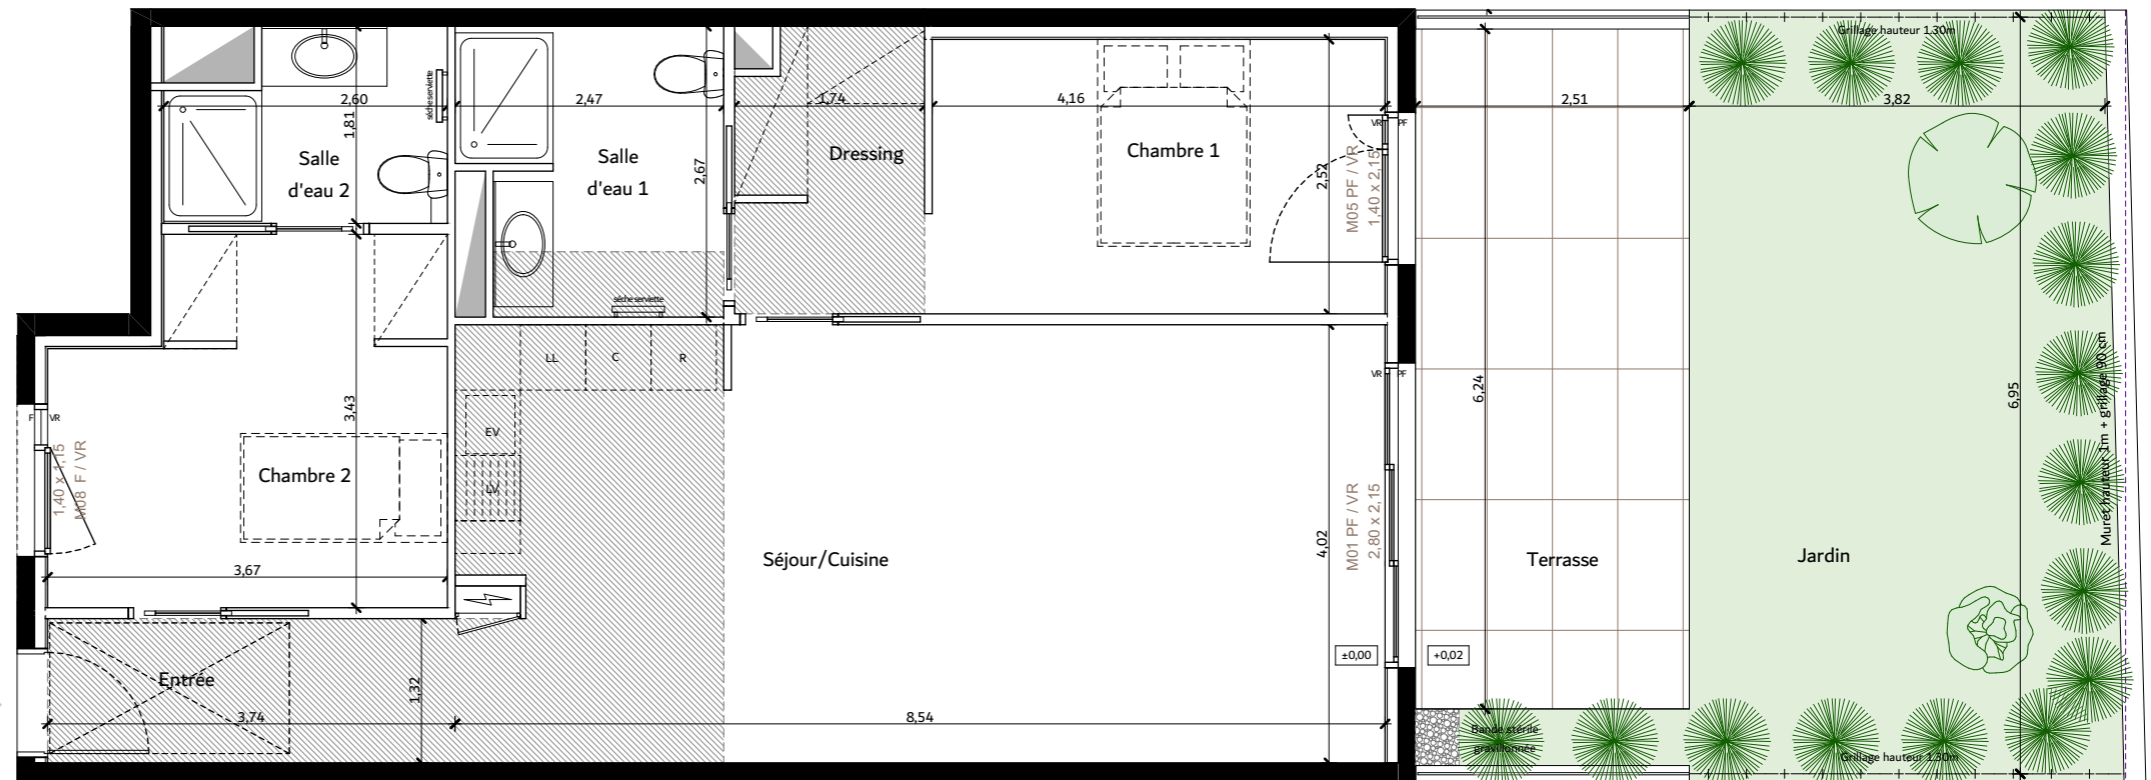 Grillage hauteur 1,30m
sèche serviette
2,60
2,47
1,74
4,16
2,51
3,82
1,81
VR
PF
Salle
d'eau 2
Salle
d'eau 1
2,67
Dressing
Chambre 1
2,52
M05 PF / VR
1,40 x 2,15
sèche serviette
LL
C
R
VR
PF
6,24
6,95
Muret hauteur 1m + grillage 90 cm
F
VR
3,43
EV
LV
1,40 x 1,15
M08 F / VR
Chambre 2
Séjour/Cuisine
4,02
M01 PF / VR
2,80 x 2,15
Terrasse
Jardin
3,67
±0,00
+0,02
Entrée
1,32
3,74
8,54
Bande stérile
gravillonnée
Grillage hauteur 1,30m